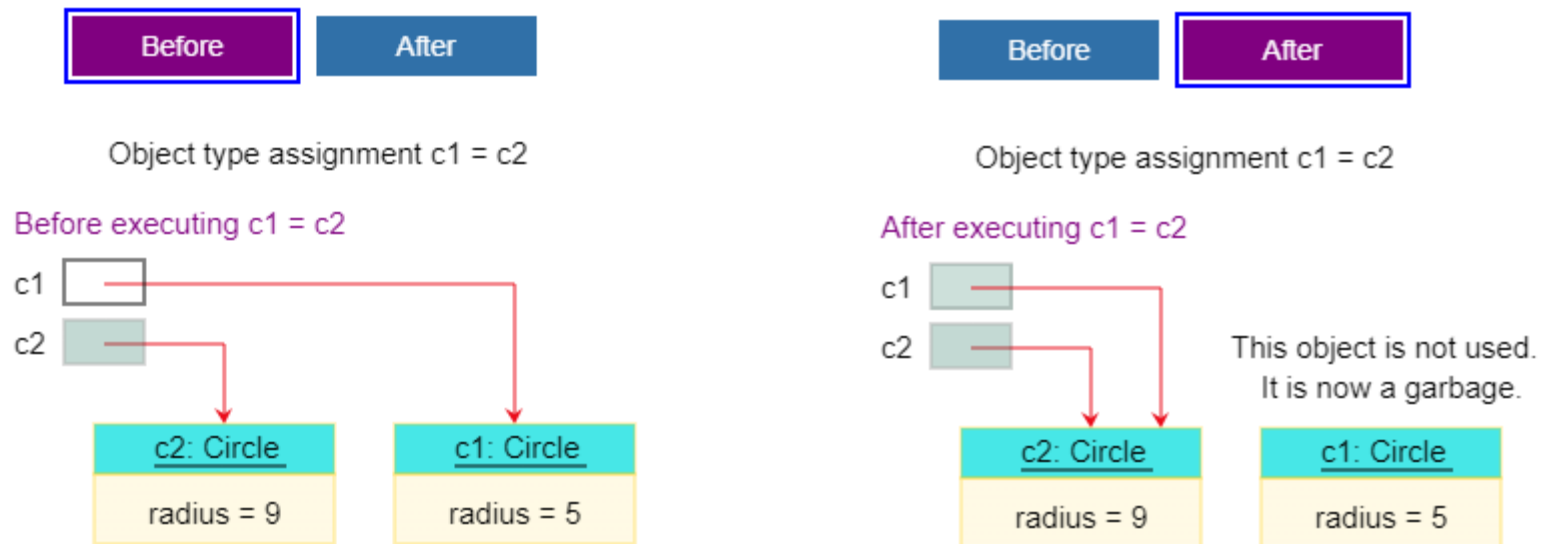 Before After
Object type assignment c1 = c2
Before executing c1 = c2
c1
c2
c2: Circle c1: Circle
radius = 9 radius = 5
Before After
Object type assignment c1 = c2
After executing c1 = c2
c1
c2
This object is not used.
It is now a garbage.
c2: Circle c1: Circle
radius = 9 radius = 5